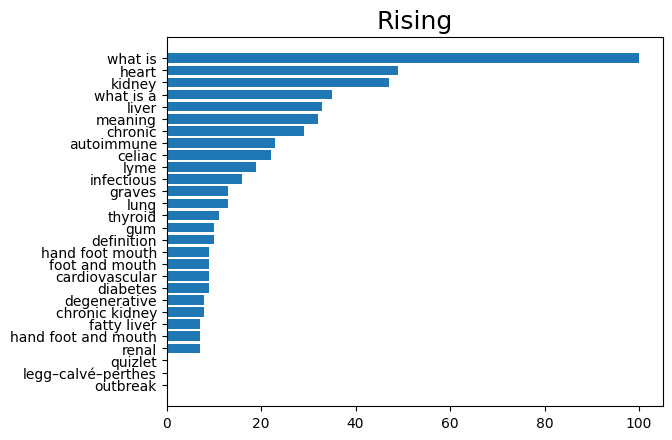 Rising
what is
heart
kidney
what is a
liver
meaning
chronic
autoimmune
celiac
lyme
infectious
graves
lung
thyroid
gum
definition
hand foot mouth
foot and mouth
cardiovascular
diabetes
degenerative
chronic kidney
fatty liver
hand foot and mouth
renal
quizlet
legg–calvé–perthes
outbreak
0 20 40 60 80 100